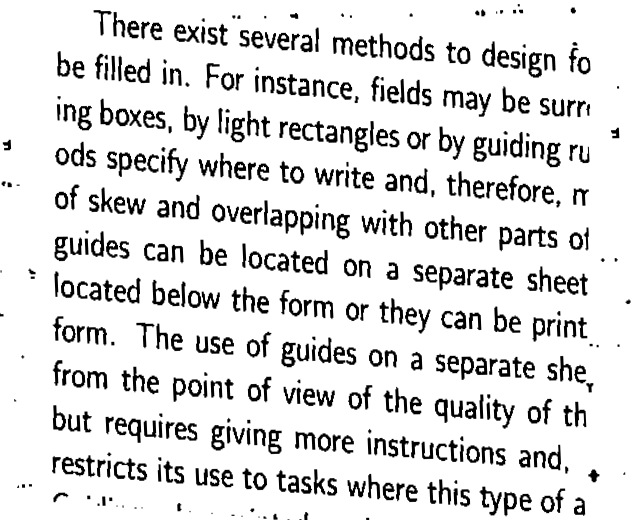 There exist several methods to design fo
be filled in. For instance, fields may be surr
ing boxes, by light rectangles or by guiding ru
ods specify where to write and, therefore, m
of skew and overlapping with other parts of
guides can be located on a separate sheet
located below the form or they can be print
form. The use of guides on a separate she
from the point of view of the quality of th
but requires giving more instructions and,
restricts its use to tasks where this type of a